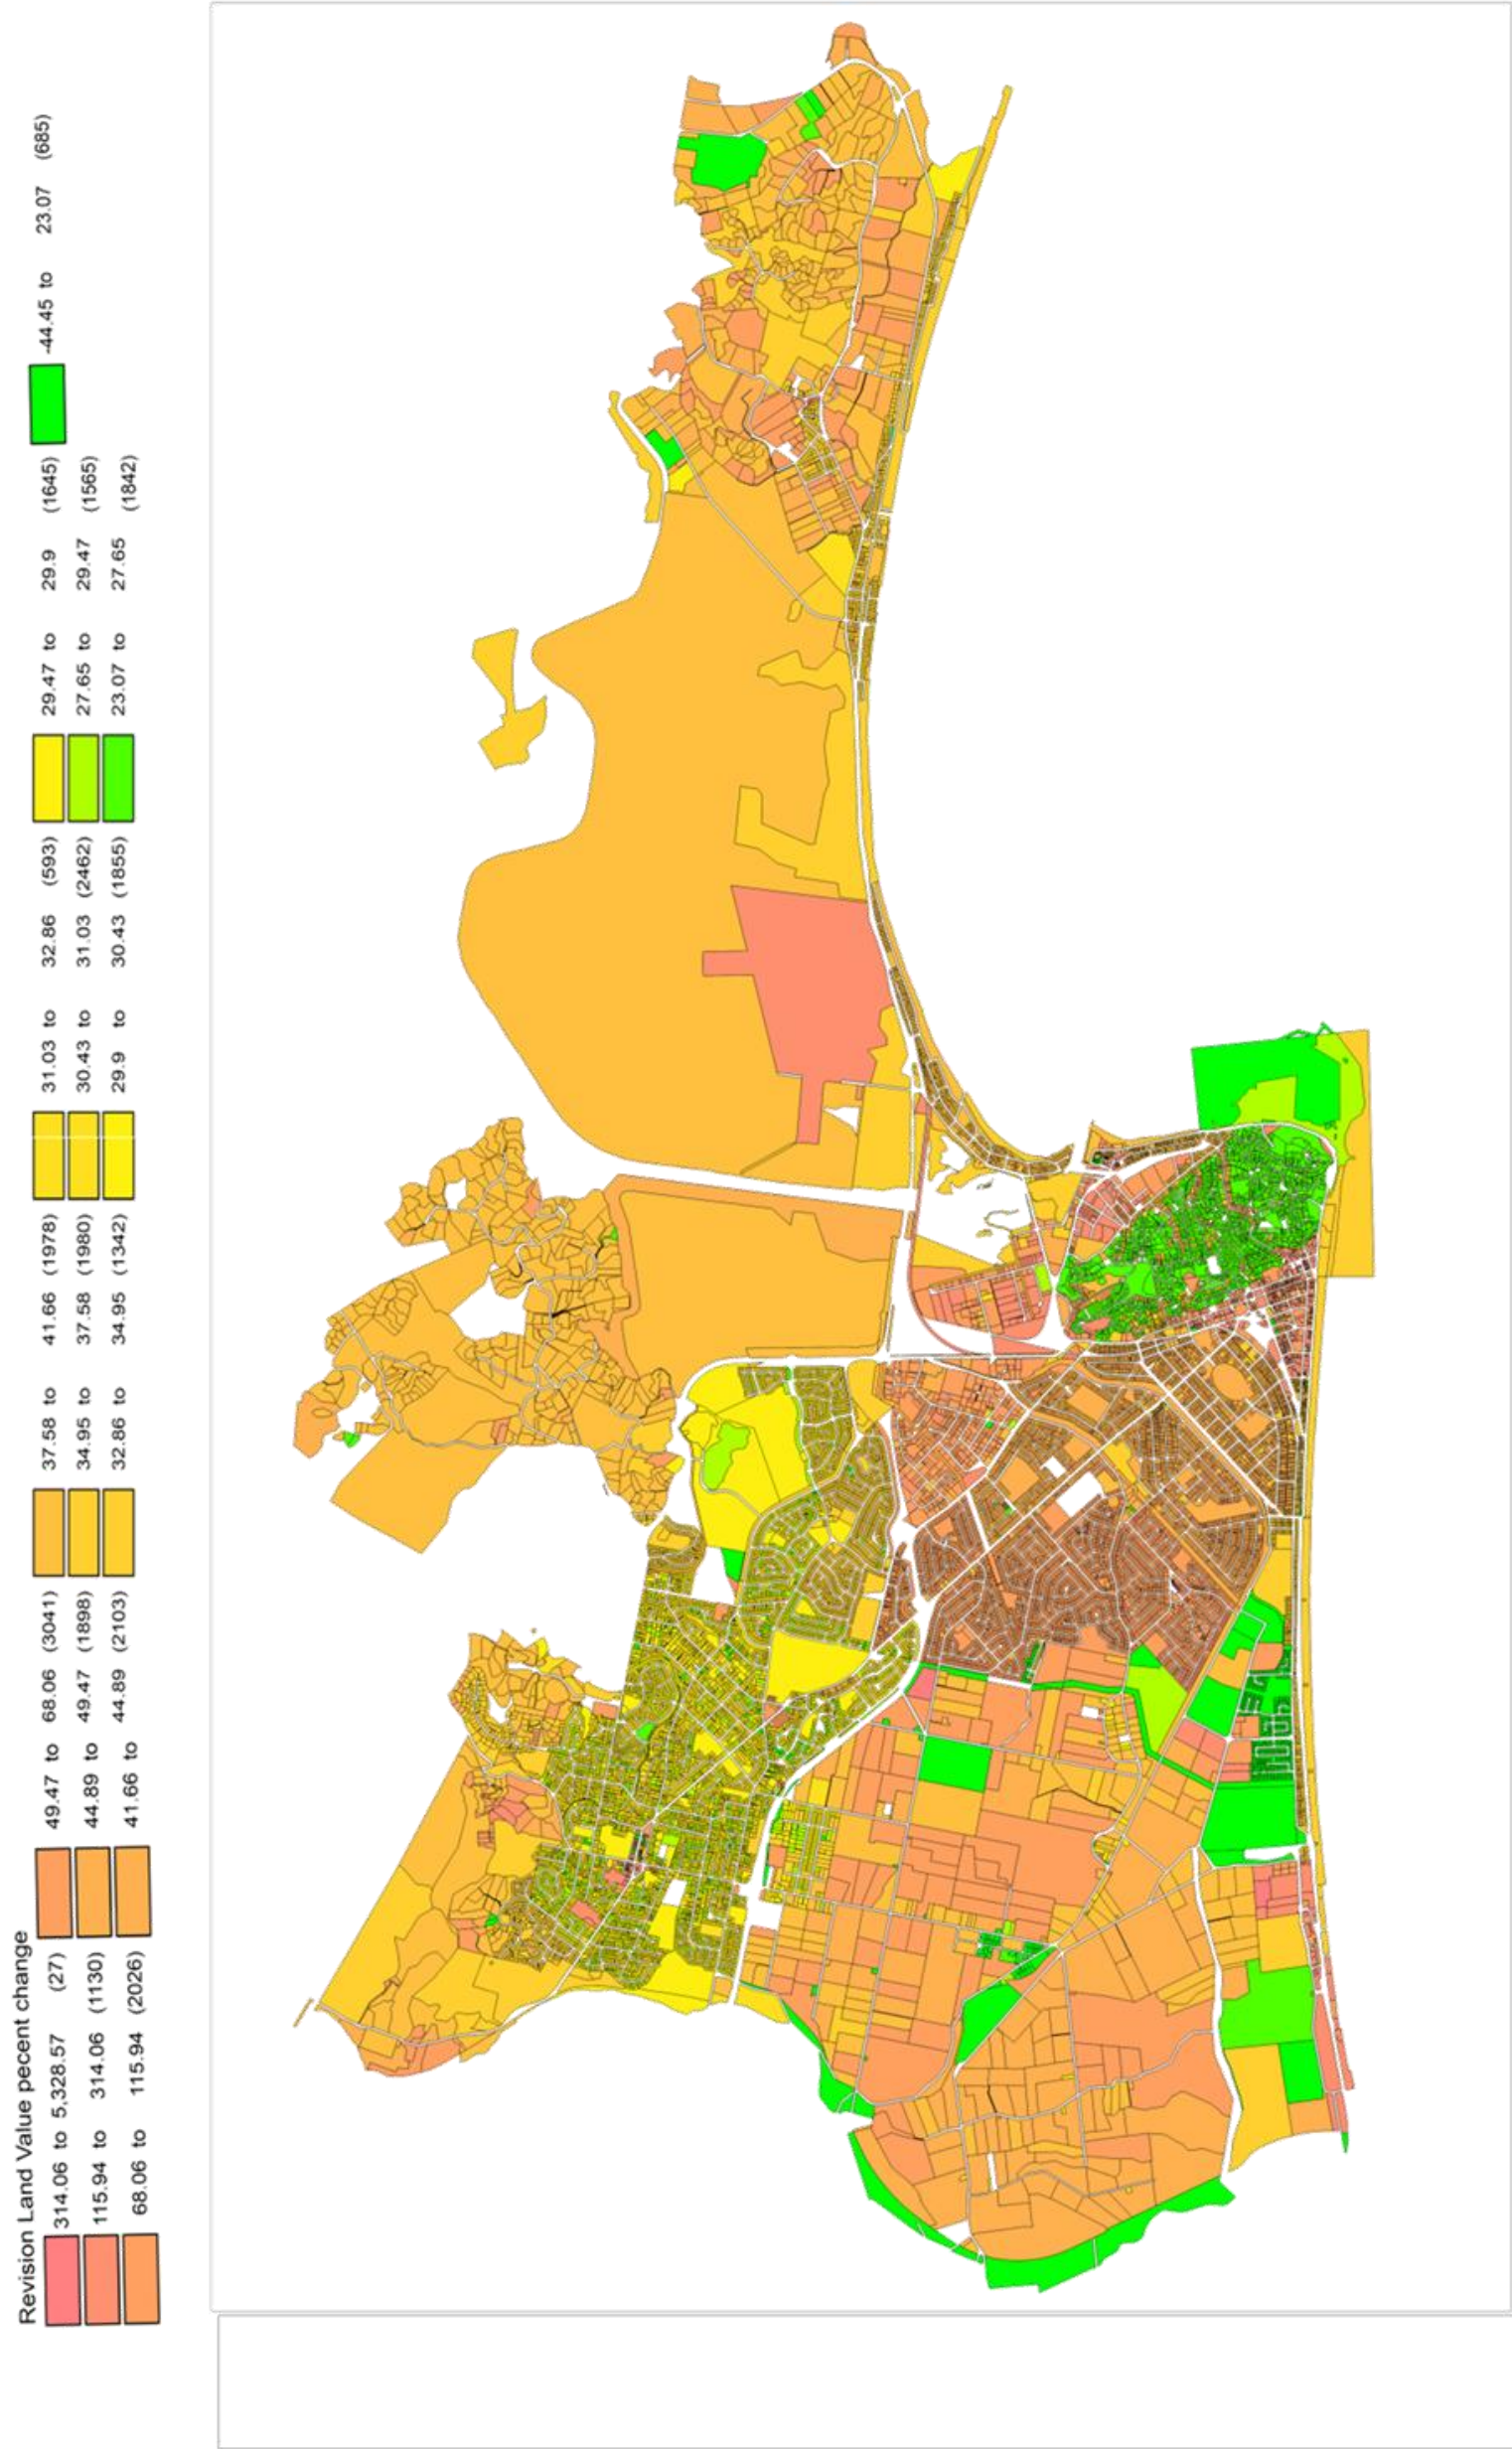 Revision Land Value pecent change
314.06 to 5,328.57 (27)
115.94 to 314.06 (1130)
68.06 to 115.94 (2026)
49.47 to 68.06 (3041)
44.89 to 49.47 (1898)
41.66 to 44.89 (2103)
37.58 to 41.66 (1978)
34.95 to 37.58 (1980)
32.86 to 34.95 (1342)
31.03 to 32.86 (593)
30.43 to 31.03 (2462)
29.9 to 30.43 (1855)
29.47 to 29.9 (1645)
27.65 to 29.47 (1565)
23.07 to 27.65 (1842)
-44.45 to 23.07 (685)